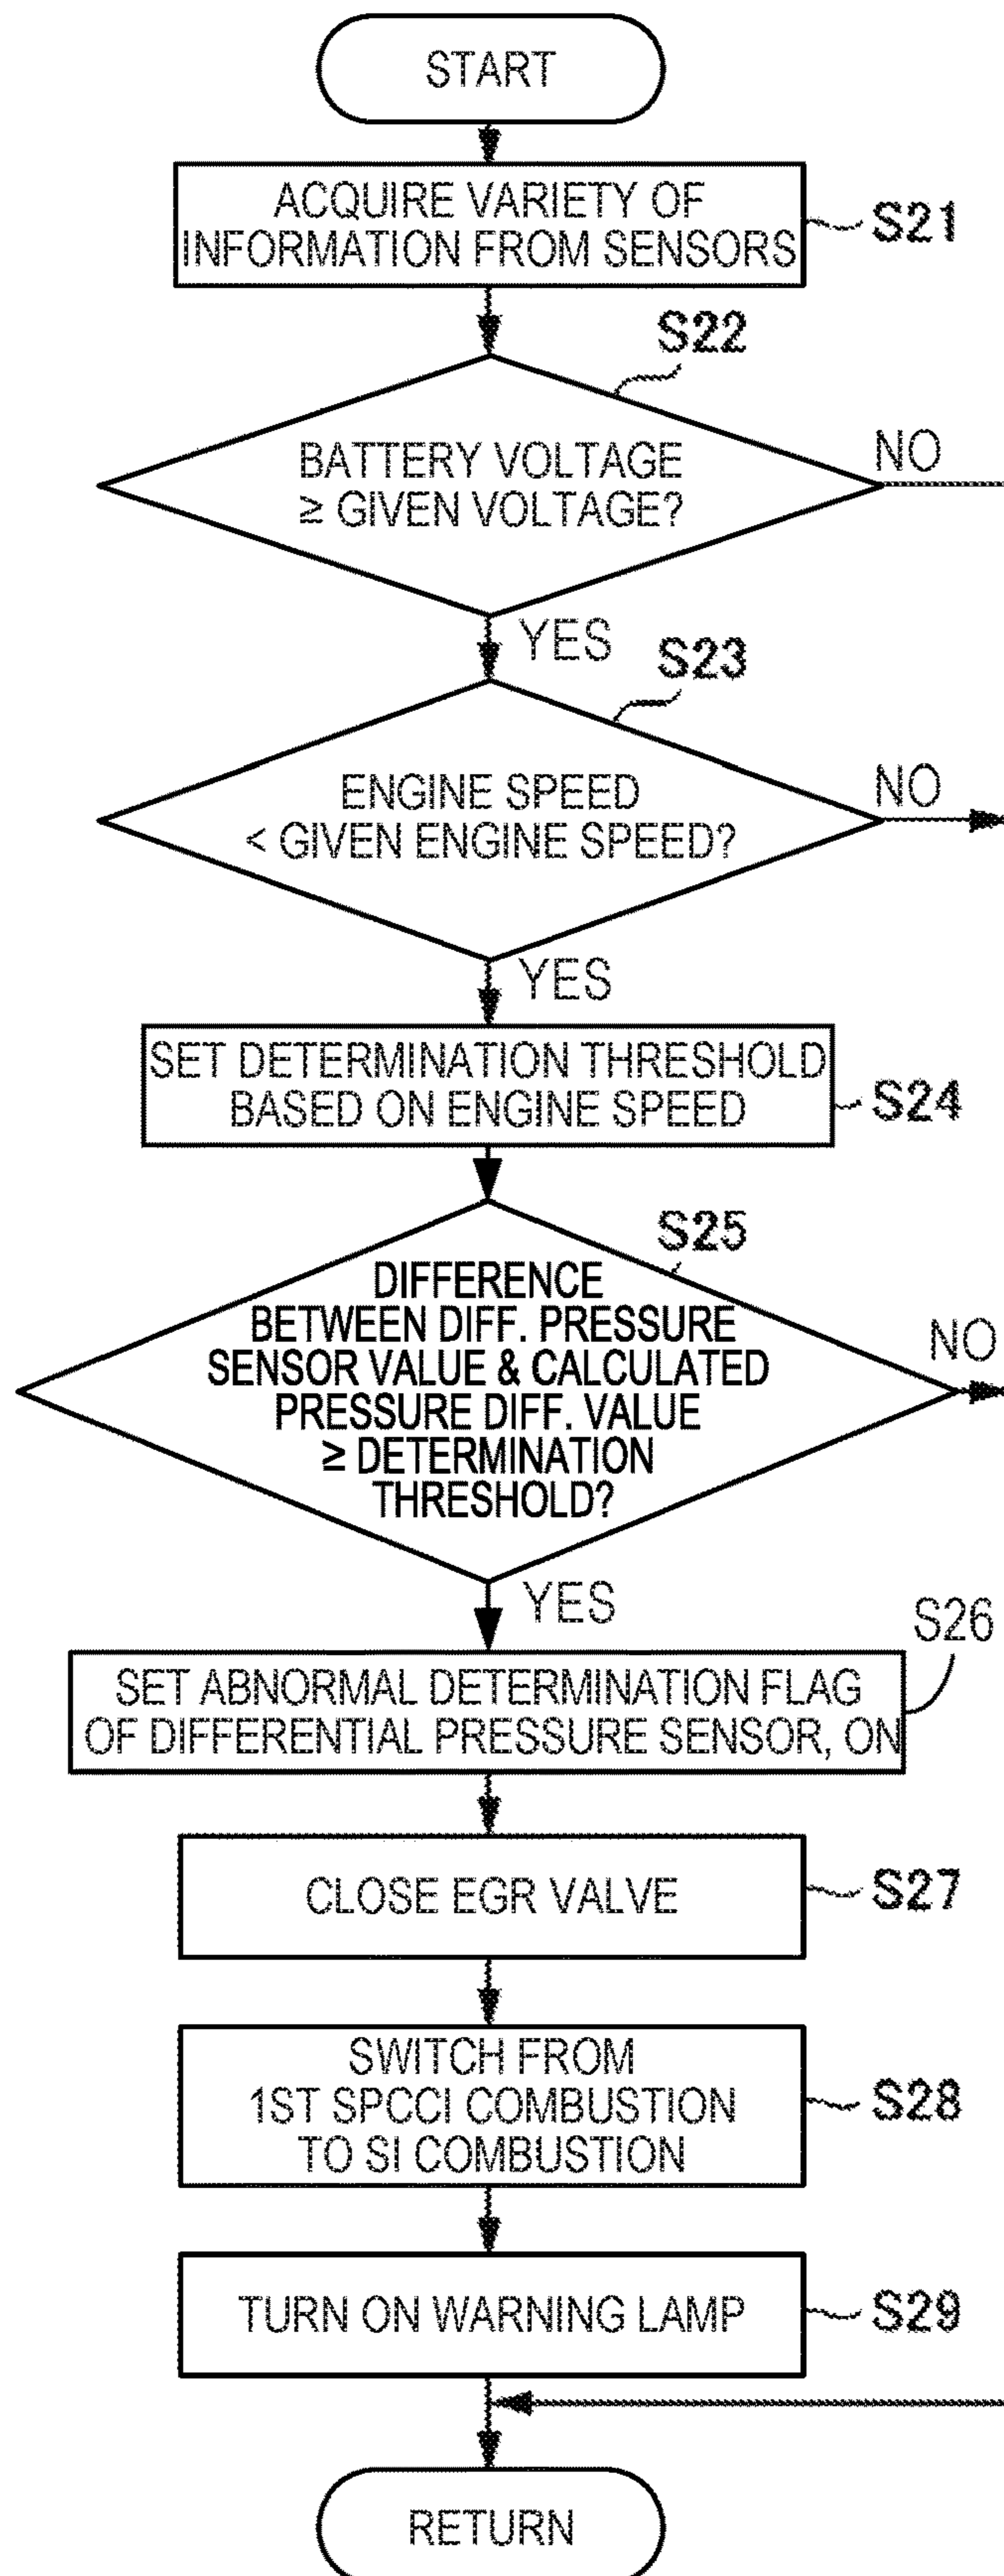 START
ACQUIRE VARIETY OF
INFORMATION FROM SENSORS
S21
S22
BATTERY VOLTAGE
≥ GIVEN VOLTAGE?
NO
YES
S23
ENGINE SPEED
< GIVEN ENGINE SPEED?
NO
YES
SET DETERMINATION THRESHOLD
BASED ON ENGINE SPEED
S24
S25
DIFFERENCE
BETWEEN DIFF. PRESSURE
SENSOR VALUE & CALCULATED
PRESSURE DIFF. VALUE
≥ DETERMINATION
THRESHOLD?
NO
YES
S26
SET ABNORMAL DETERMINATION FLAG
OF DIFFERENTIAL PRESSURE SENSOR, ON
CLOSE EGR VALVE
S27
SWITCH FROM
1ST SPCCI COMBUSTION
TO SI COMBUSTION
S28
TURN ON WARNING LAMP
S29
RETURN